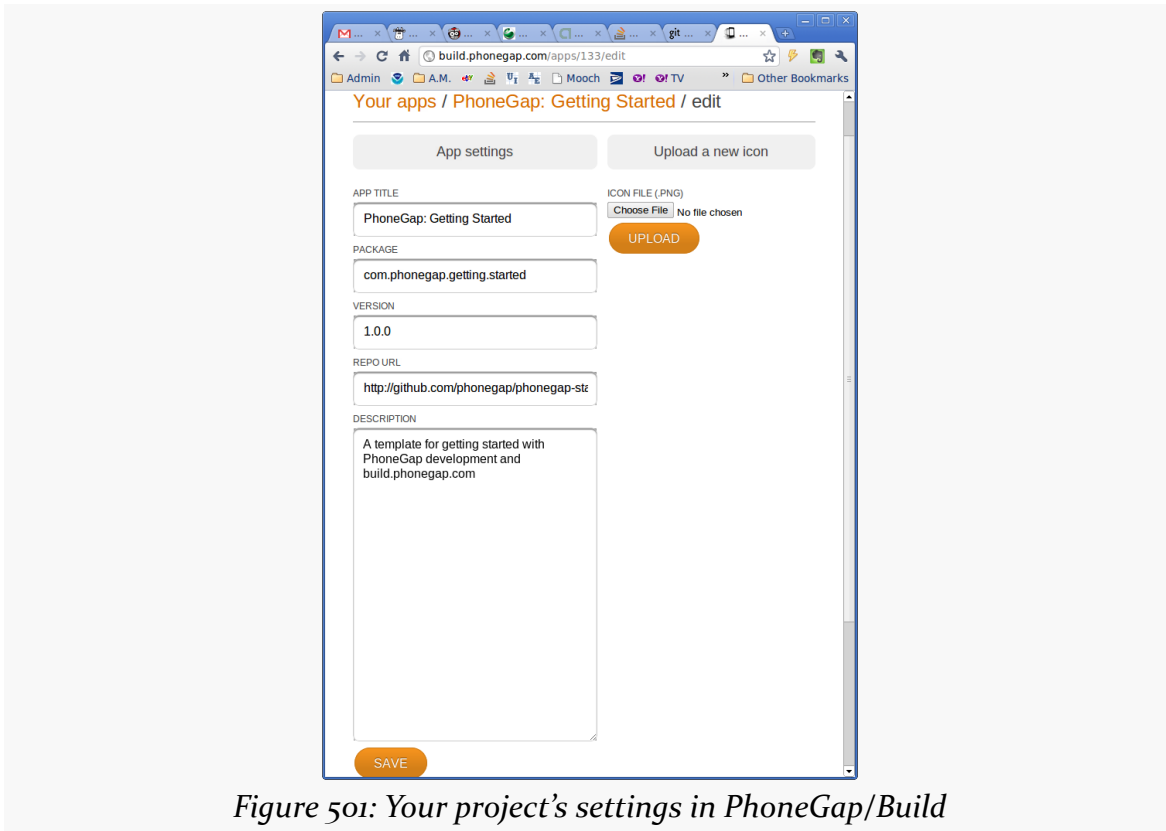 M ... ... ... ... ... ... git ... ...
build.phonegap.com/apps/133/edit
Admin A.M. Mooch TV » Other Bookmarks
Your apps / PhoneGap: Getting Started / edit
App settings
Upload a new icon
APP TITLE
PhoneGap: Getting Started
PACKAGE
com.phonegap.getting.started
VERSION
1.0.0
REPO URL
http://github.com/phonegap/phonegap-sta
DESCRIPTION
A template for getting started with
PhoneGap development and
build.phonegap.com
SAVE
ICON FILE (.PNG)
Choose File No file chosen
UPLOAD
Figure 501: Your project's settings in PhoneGap/Build